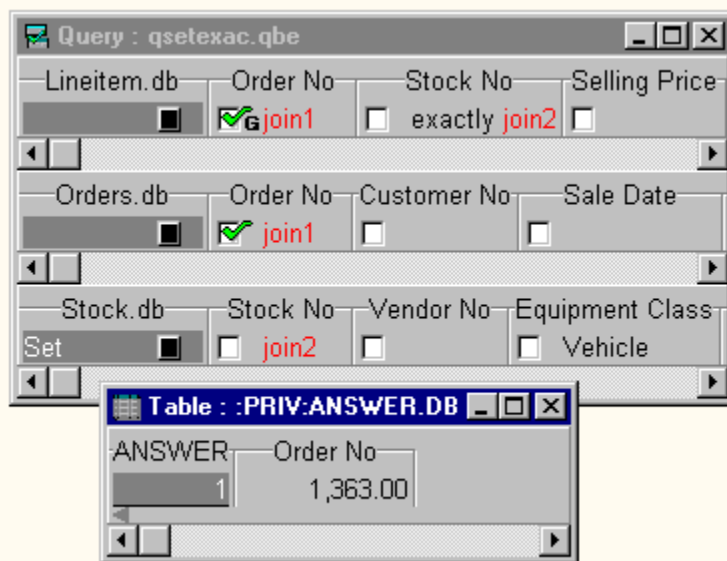 Query : qsetexac.qbe
Lineitem.db Order No Stock No Selling Price
G join1 exactly join2
Orders.db Order No Customer No Sale Date
join1
Stock.db Stock No Vendor No Equipment Class
Set join2 Vehicle
Table : :PRIV:ANSWER.DB
ANSWER Order No
1 1,363.00